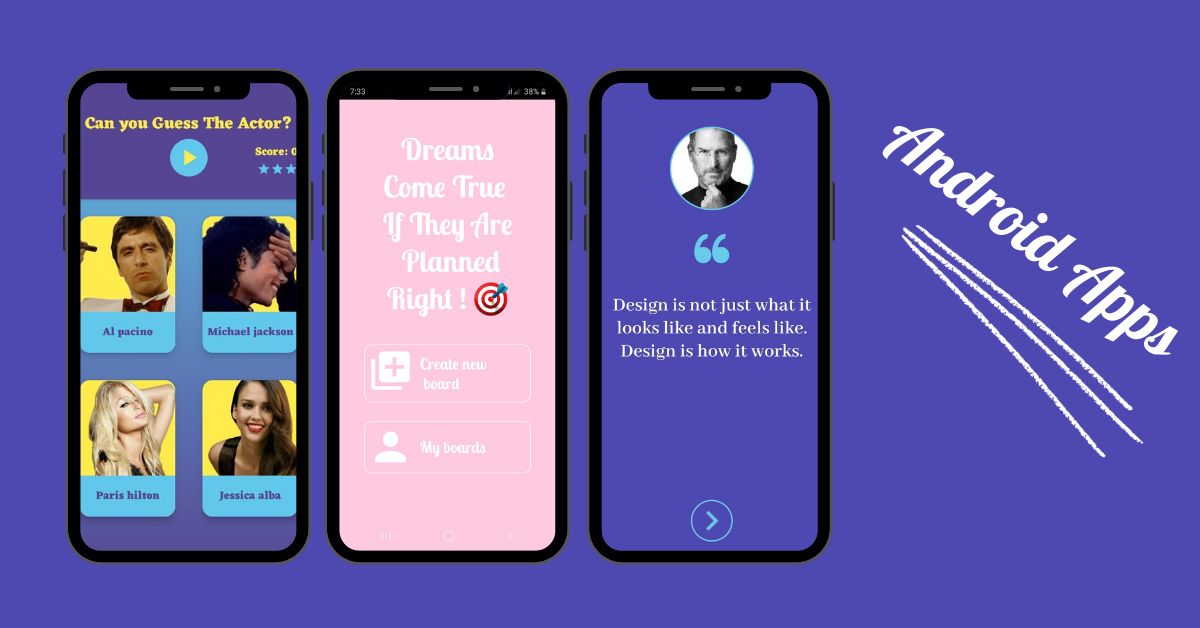 Can you Guess The Actor?
Score: 0
Al pacino
Michael jackson
Paris hilton
Jessica alba
7:33
38%
Dreams
Come True
If They Are
Planned
Right !
Create new
board
My boards
“
Design is not just what it
looks like and feels like.
Design is how it works.
Android Apps